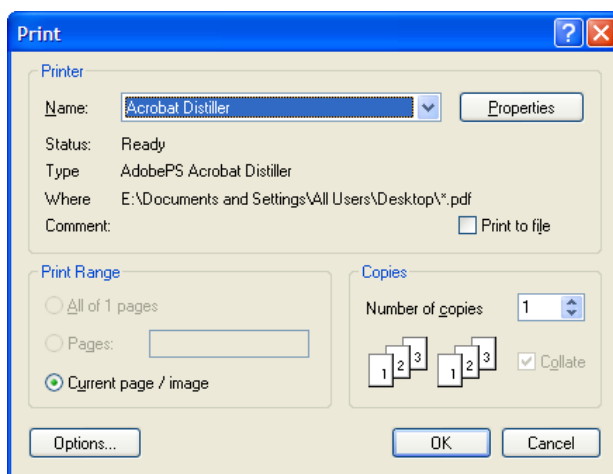 Print
Printer
Name: Acrobat Distiller Properties
Status: Ready
Type AdobePS Acrobat Distiller
Where E:\Documents and Settings\All Users\Desktop\*.pdf
Comment: Print to file
Print Range
All of 1 pages
Pages:
Current page / image
Copies
Number of copies 1
1 2 3 1 2 3
Collate
Options... OK Cancel